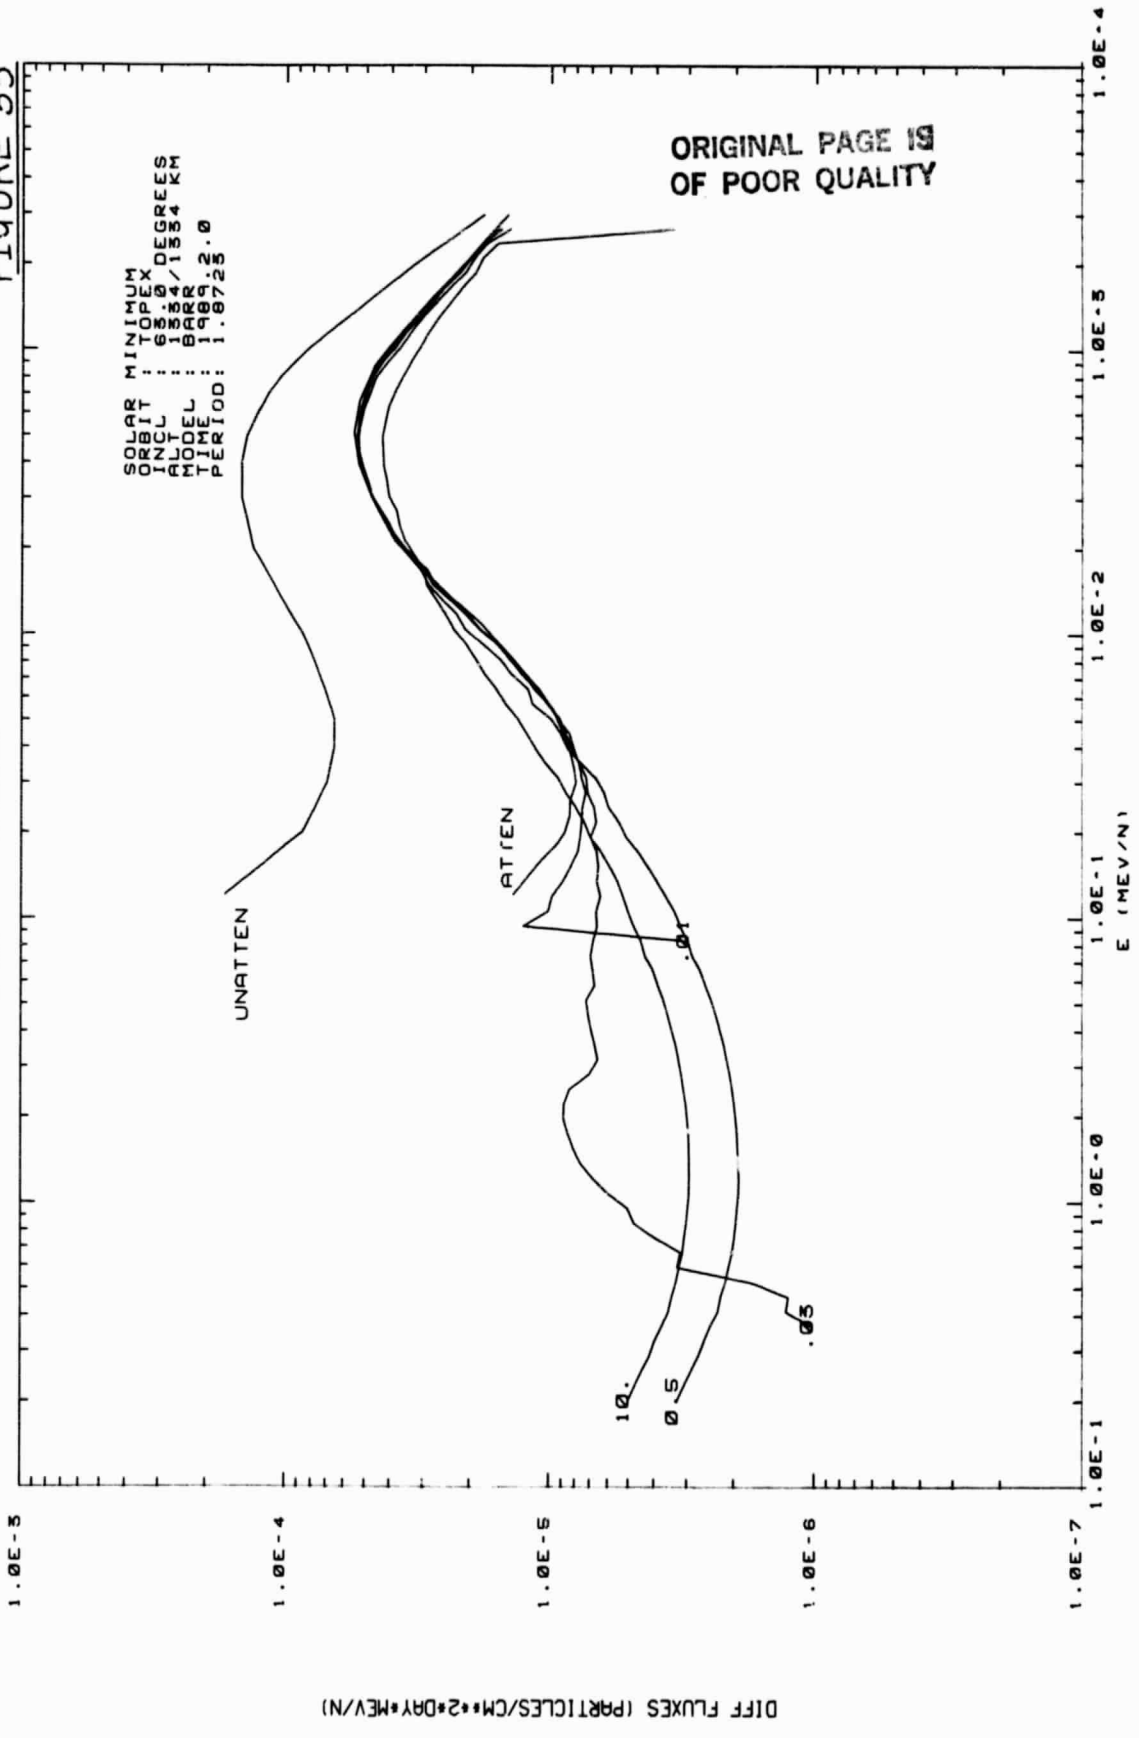 FIGURE
SOLAR MINIMUM
ORBIT : TOPEX
INCL : 63.0 DEGREES
ALT : 1334/1334 KM
MODEL : BARR
TIME : 1989.2.0
PERIOD: 1.8725
ORIGINAL PAGE IS
OF POOR QUALITY
UNATTEN
ATTEN
.01
.03
10.
0.5
1.0E-3
1.0E-4
1.0E-5
1.0E-6
1.0E-7
DIFF FLUXES (PARTICLES/CM**2*DAY*MEV/N)
1.0E-1
1.0E-0
1.0E-1
1.0E-2
1.0E-3
1.0E-4
E (MEV/N)